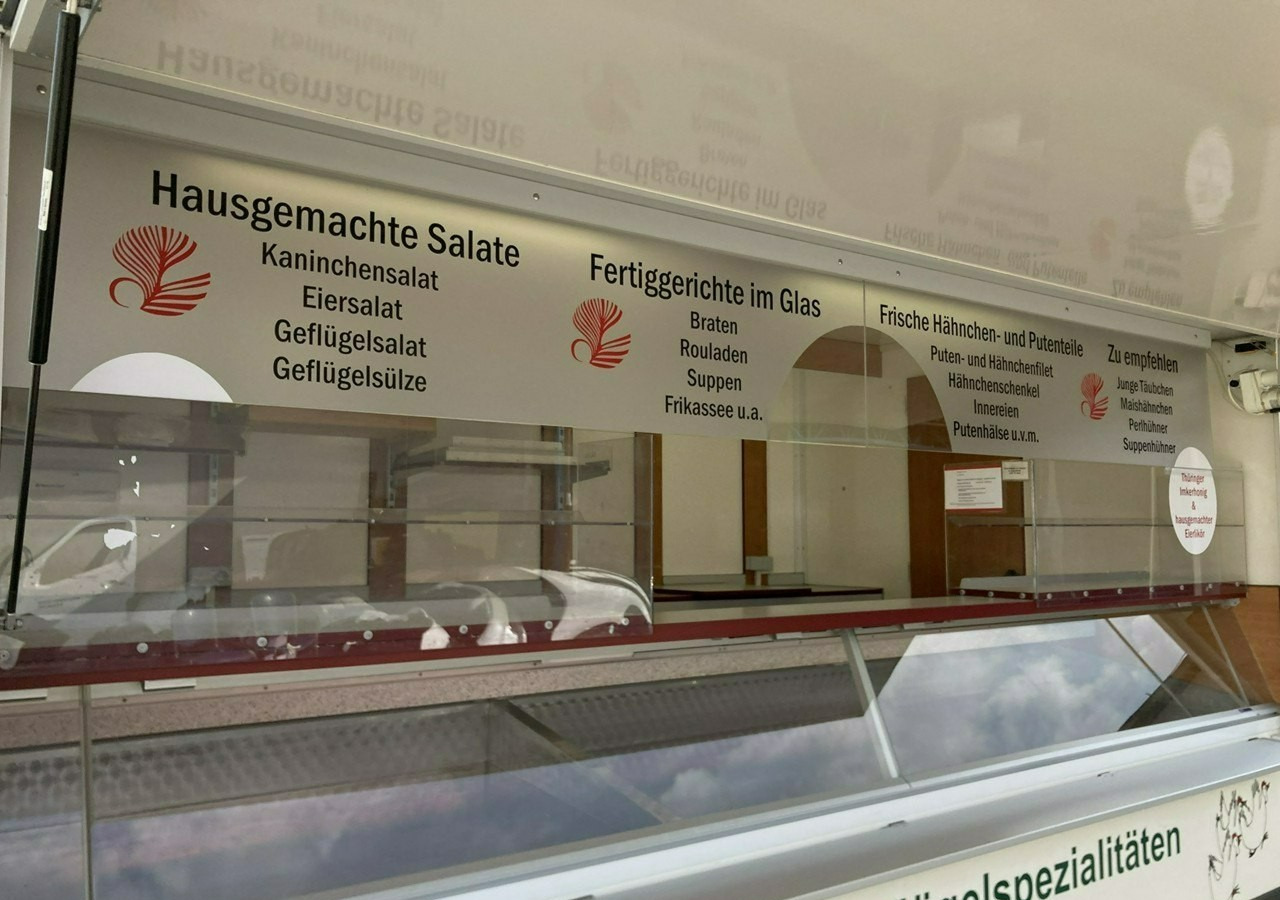 Hausgemachte Salate
Kaninchensalat
Eiersalat
Geflügelsalat
Geflügelsülze
Fertiggerichte im Glas
Braten
Rouladen
Suppen
Frikassee u.a.
Frische Hähnchen- und Putenteile
Puten- und Hähnchenfilet
Hähnchenschenkel
Innereien
Putenhälse u.v.m.
Zu empfehlen
Junge Täubchen
Maishähnchen
Perlhühner
Suppenhühner
Thüringer
Imkerhonig
&
hausgemachter
Eierlikör